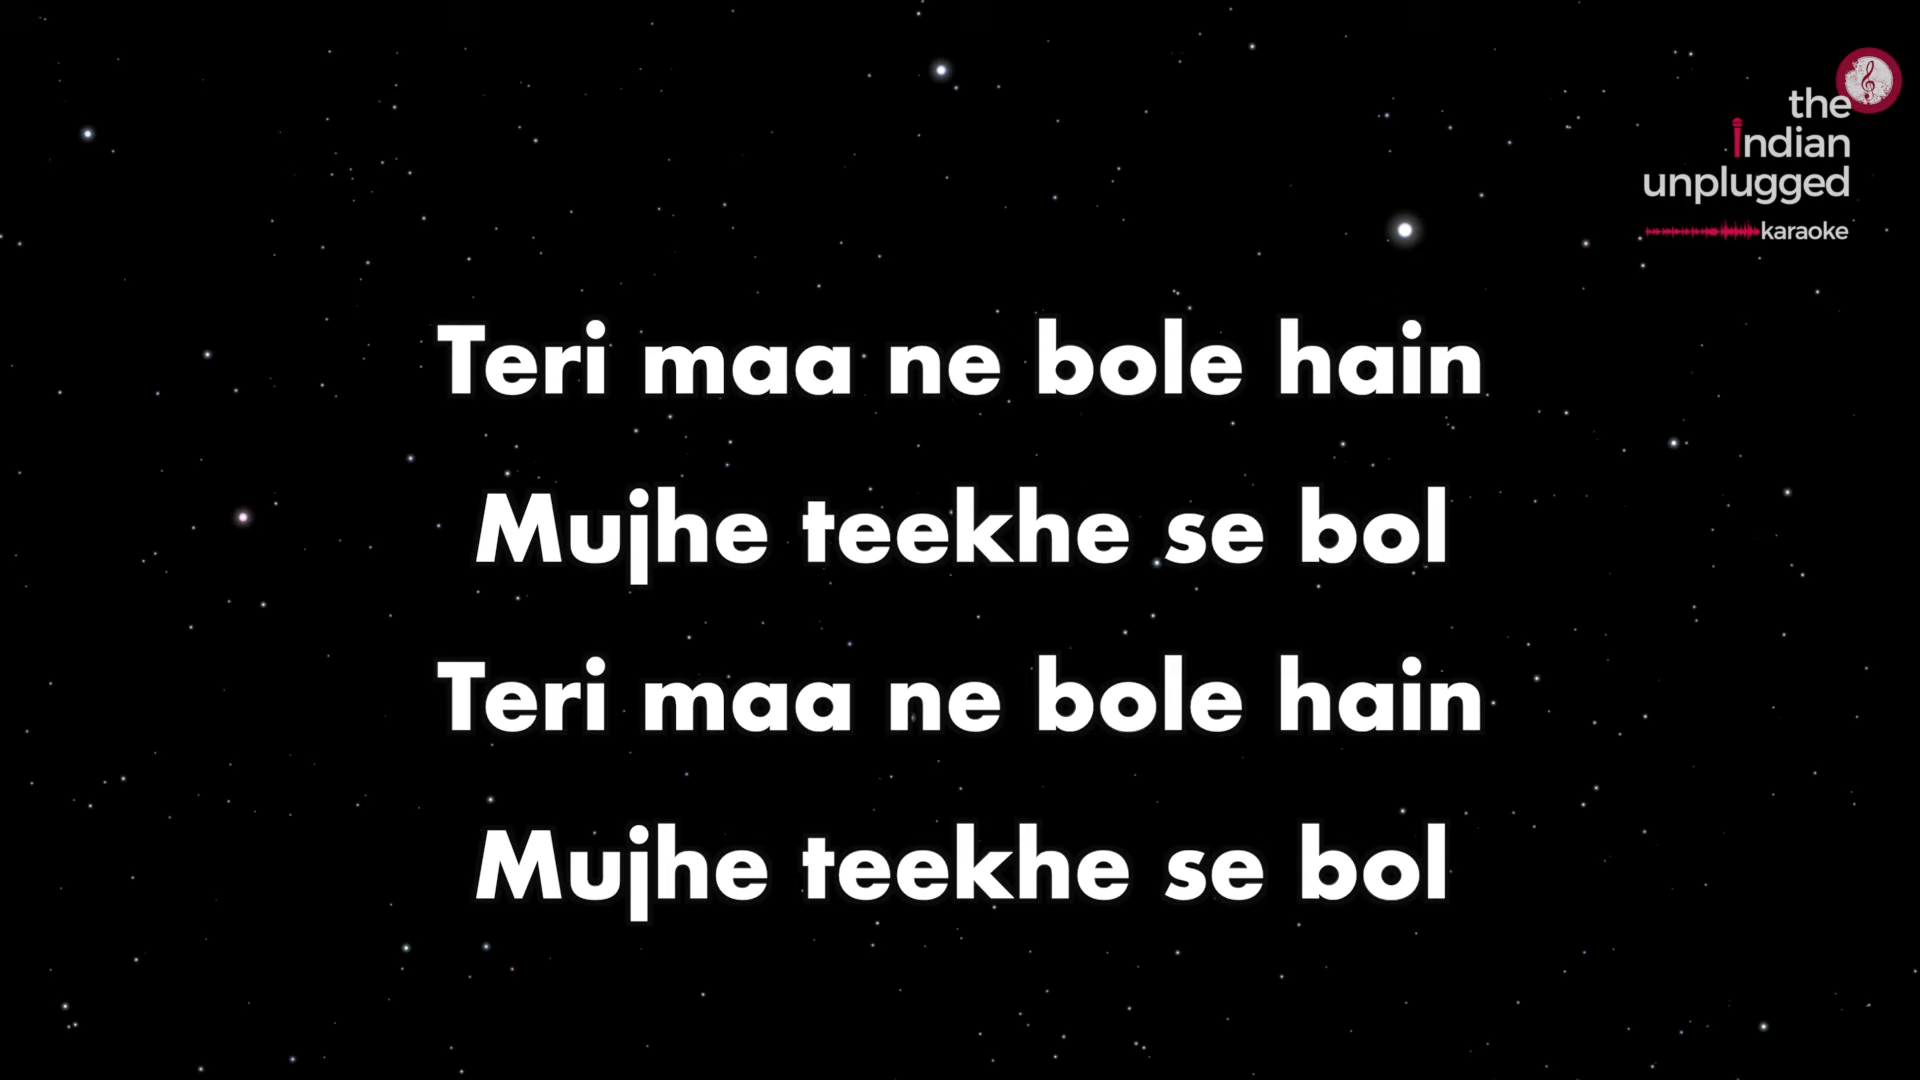 the
indian
unplugged
karaoke
Teri maa ne bole hain
Mujhe teekhe se bol
Teri maa ne bole hain
Mujhe teekhe se bol